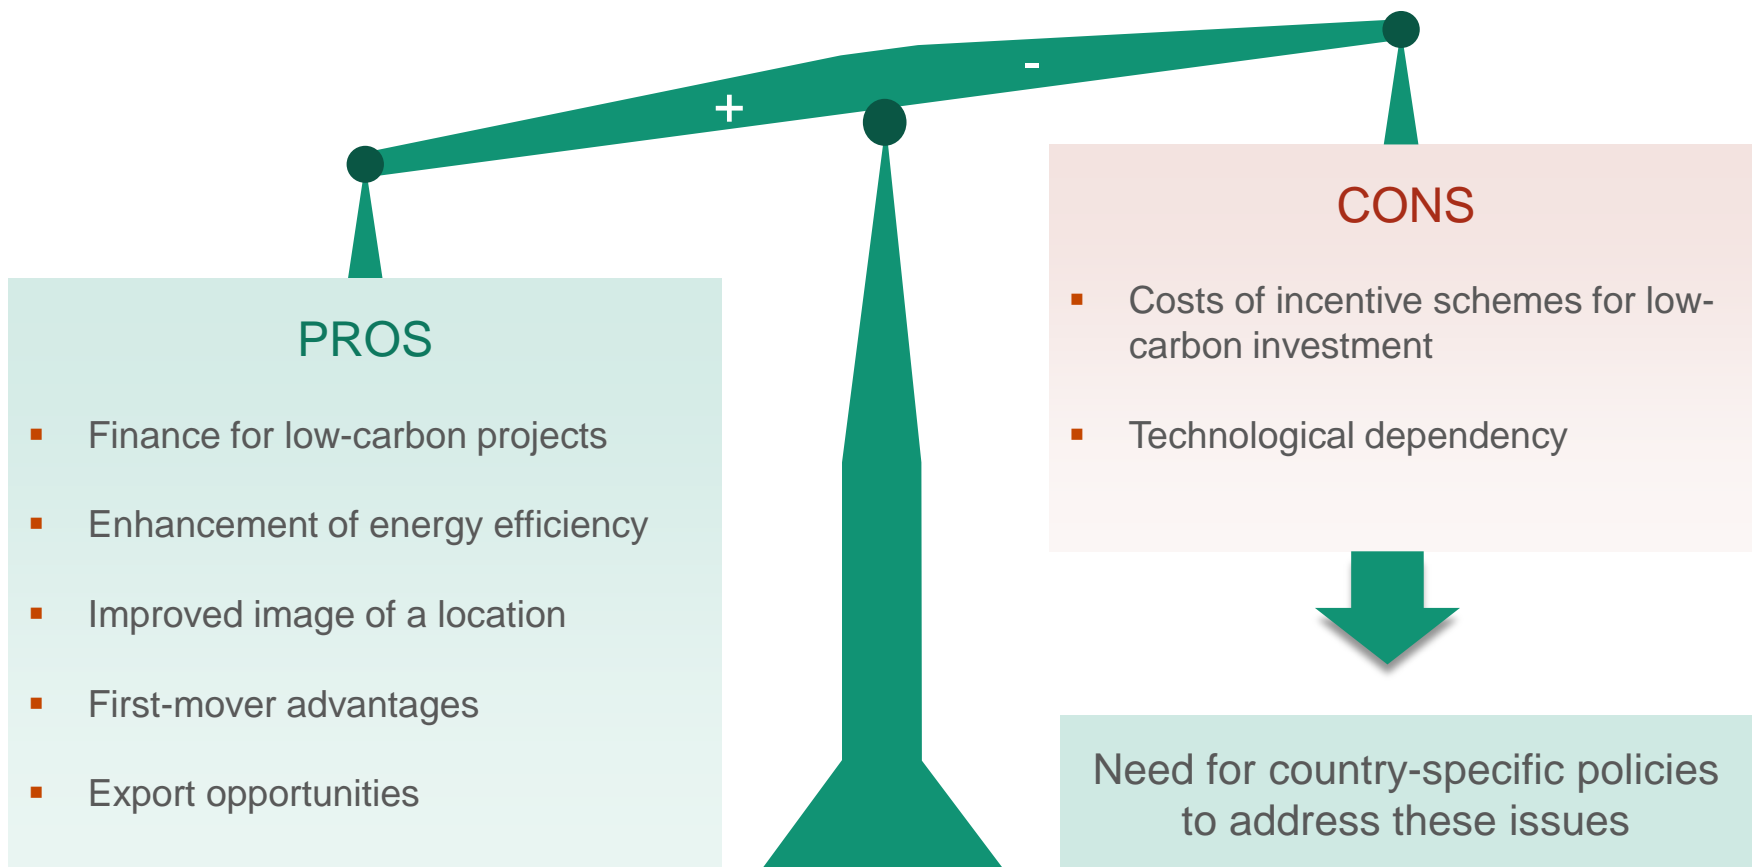 +
-
PROS
▪ Finance for low-carbon projects
▪ Enhancement of energy efficiency
▪ Improved image of a location
▪ First-mover advantages
▪ Export opportunities
CONS
▪ Costs of incentive schemes for low-
carbon investment
▪ Technological dependency
Need for country-specific policies
to address these issues